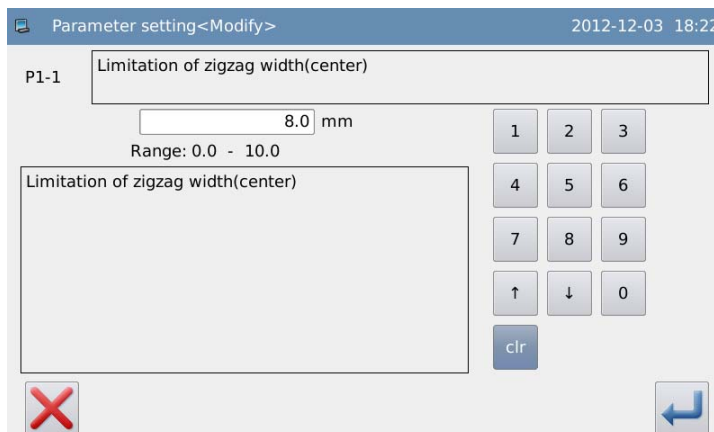 Parameter setting<Modify>
2012-12-03 18:22
P1-1
Limitation of zigzag width(center)
8.0 mm
Range: 0.0 - 10.0
Limitation of zigzag width(center)
1 2 3
4 5 6
7 8 9
↑ ↓ 0
clr